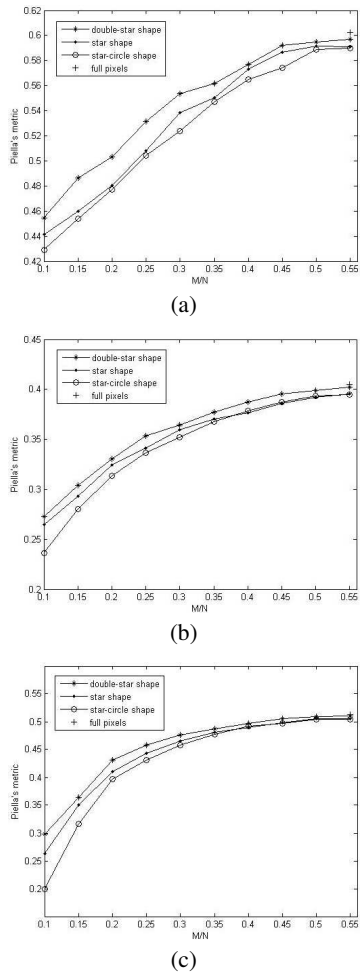 0.62
0.6
0.58
0.56
0.54
0.52
0.5
0.48
0.46
0.44
0.42
Piella's metric
double-star shape
star shape
star-circle shape
full pixels
0.1 0.15 0.2 0.25 0.3 0.35 0.4 0.45 0.5 0.55
M/N
(a)
0.45
0.4
0.35
0.3
0.25
0.2
Piella's metric
double-star shape
star shape
star-circle shape
full pixels
0.1 0.15 0.2 0.25 0.3 0.35 0.4 0.45 0.5 0.55
M/N
(b)
0.55
0.5
0.45
0.4
0.35
0.3
0.25
0.2
Piella's metric
double-star shape
star shape
star-circle shape
full pixels
0.1 0.15 0.2 0.25 0.3 0.35 0.4 0.45 0.5 0.55
M/N
(c)